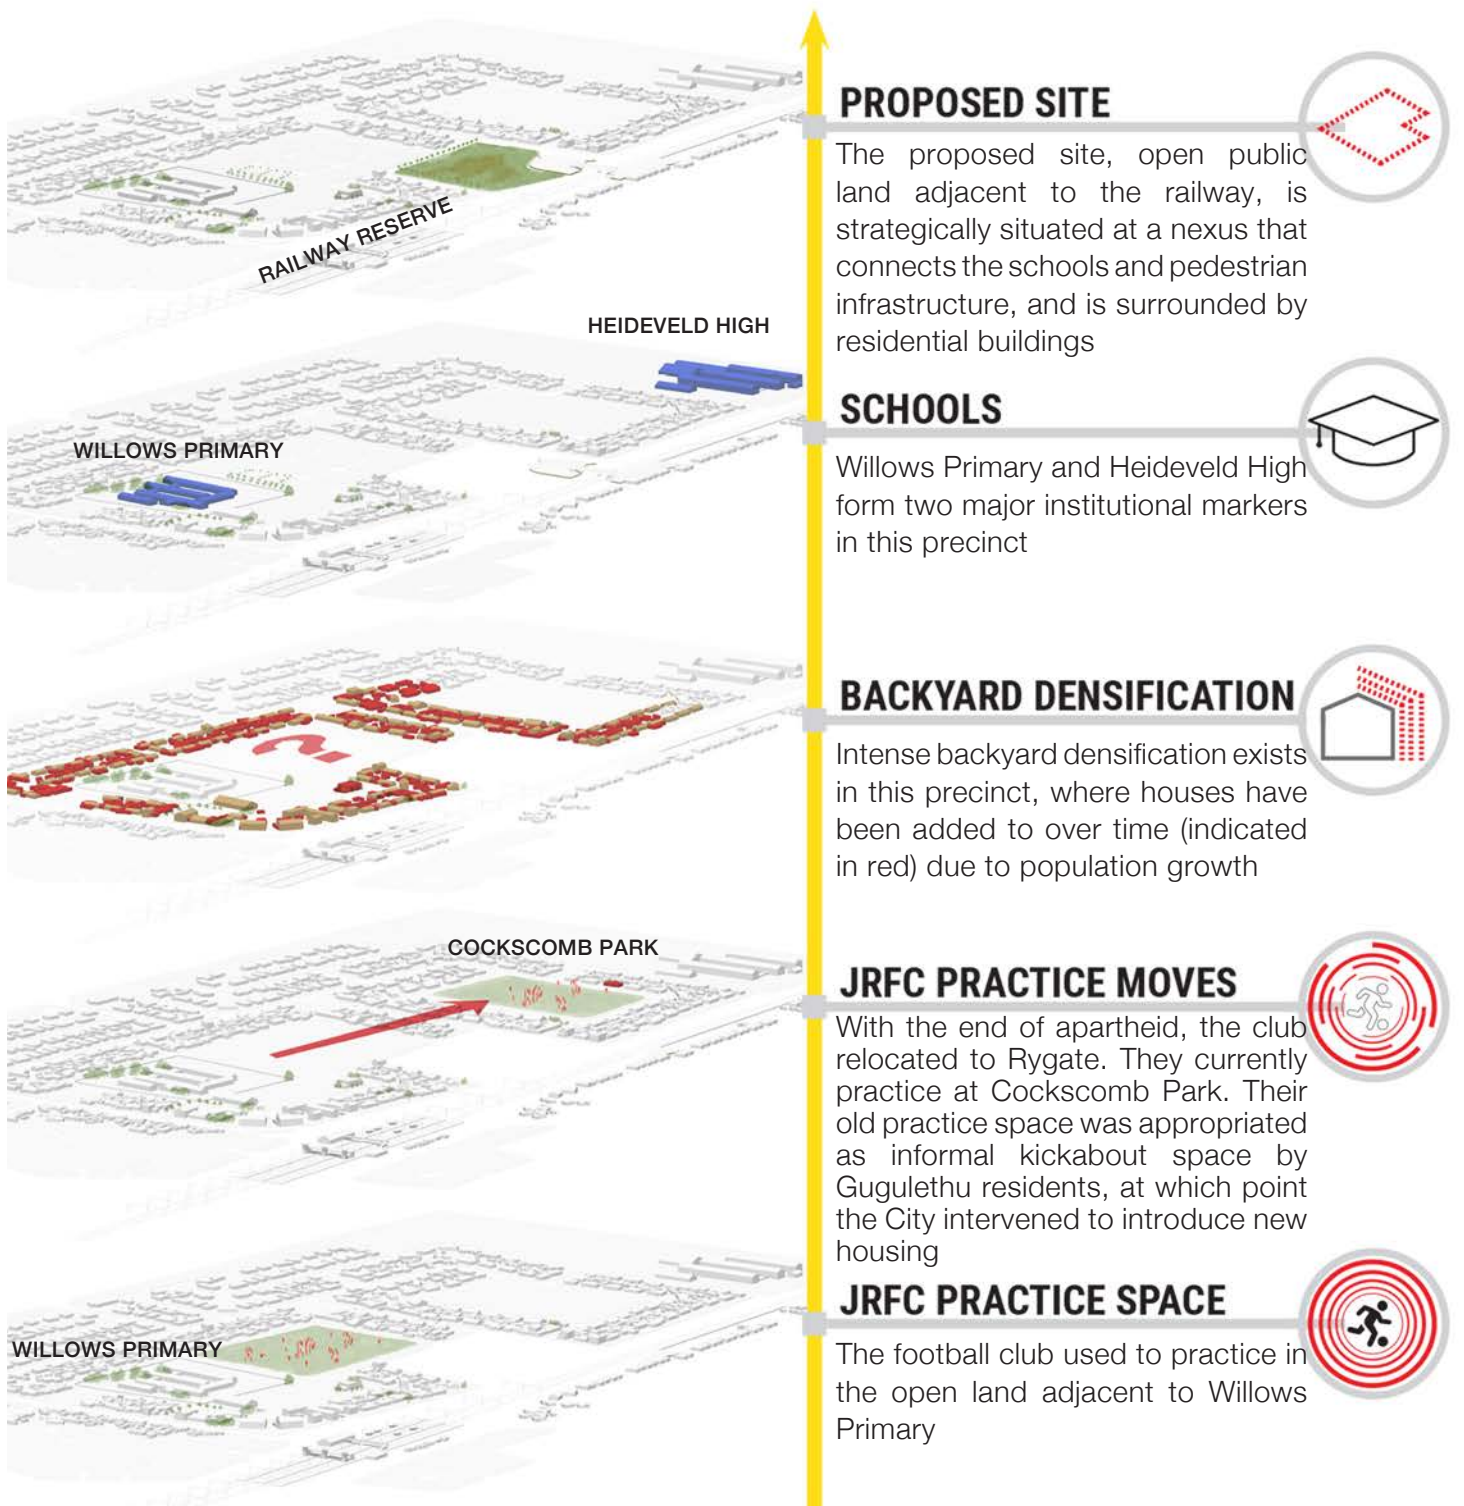 PROPOSED SITE
The proposed site, open public
land adjacent to the railway, is
strategically situated at a nexus that
connects the schools and pedestrian
infrastructure, and is surrounded by
residential buildings
RAILWAY RESERVE
HEIDEVELD HIGH
WILLOWS PRIMARY
SCHOOLS
Willows Primary and Heideveld High
form two major institutional markers
in this precinct
?
BACKYARD DENSIFICATION
Intense backyard densification exists
in this precinct, where houses have
been added to over time (indicated
in red) due to population growth
COCKSCOMB PARK
JRFC PRACTICE MOVES
With the end of apartheid, the club
relocated to Rygate. They currently
practice at Cockscomb Park. Their
old practice space was appropriated
as informal kickabout space by
Gugulethu residents, at which point
the City intervened to introduce new
housing
WILLOWS PRIMARY
JRFC PRACTICE SPACE
The football club used to practice in
the open land adjacent to Willows
Primary